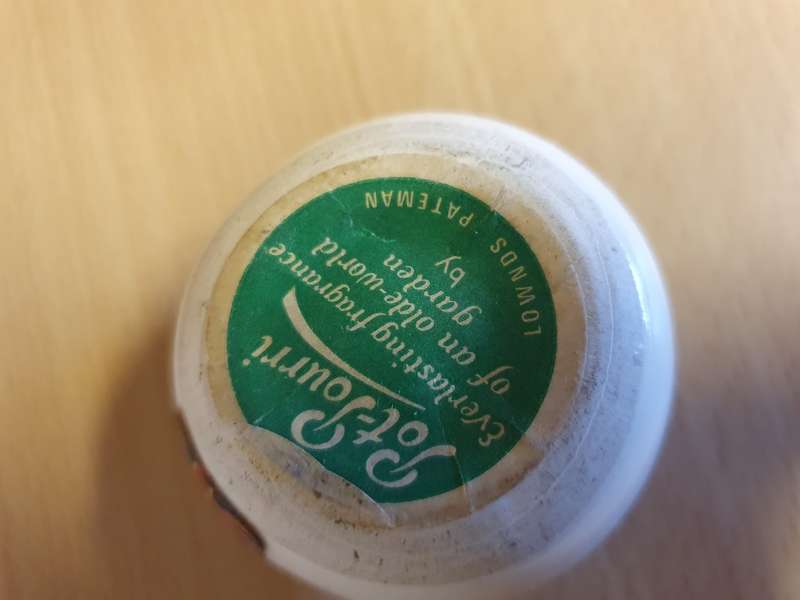 Pot-Pourri
Everlasting fragrance
of an olde-world
garden
by
LOWNDS PATEMAN